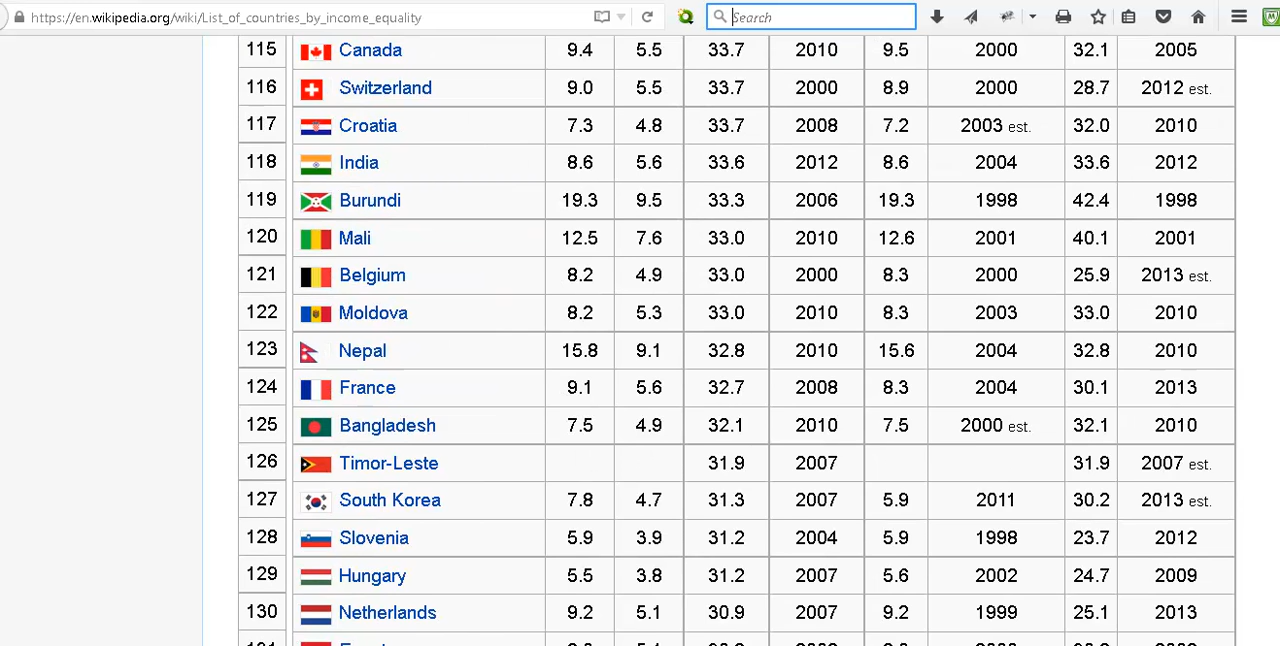 https://en.wikipedia.org/wiki/List_of_countries_by_income_equality Search
115 Canada 9.4 5.5 33.7 2010 9.5 2000 32.1 2005
116 Switzerland 9.0 5.5 33.7 2000 8.9 2000 28.7 2012 est.
117 Croatia 7.3 4.8 33.7 2008 7.2 2003 est. 32.0 2010
118 India 8.6 5.6 33.6 2012 8.6 2004 33.6 2012
119 Burundi 19.3 9.5 33.3 2006 19.3 1998 42.4 1998
120 Mali 12.5 7.6 33.0 2010 12.6 2001 40.1 2001
121 Belgium 8.2 4.9 33.0 2000 8.3 2000 25.9 2013 est.
122 Moldova 8.2 5.3 33.0 2010 8.3 2003 33.0 2010
123 Nepal 15.8 9.1 32.8 2010 15.6 2004 32.8 2010
124 France 9.1 5.6 32.7 2008 8.3 2004 30.1 2013
125 Bangladesh 7.5 4.9 32.1 2010 7.5 2000 est. 32.1 2010
126 Timor-Leste 31.9 2007 31.9 2007 est.
127 South Korea 7.8 4.7 31.3 2007 5.9 2011 30.2 2013 est.
128 Slovenia 5.9 3.9 31.2 2004 5.9 1998 23.7 2012
129 Hungary 5.5 3.8 31.2 2007 5.6 2002 24.7 2009
130 Netherlands 9.2 5.1 30.9 2007 9.2 1999 25.1 2013